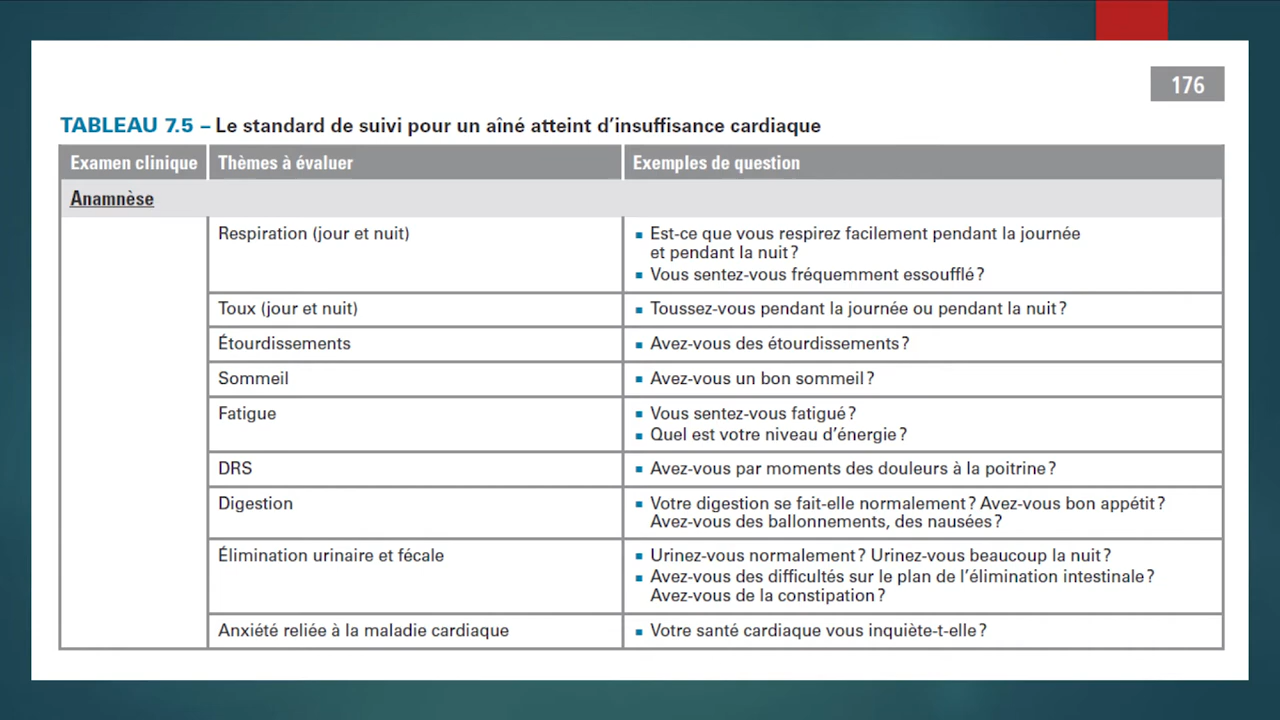 176
TABLEAU 7.5 – Le standard de suivi pour un aîné atteint d’insuffisance cardiaque
Examen clinique Thèmes à évaluer Exemples de question
Anamnèse
Respiration (jour et nuit)
▪ Est-ce que vous respirez facilement pendant la journée
et pendant la nuit ?
▪ Vous sentez-vous fréquemment essoufflé ?
Toux (jour et nuit)
▪ Toussez-vous pendant la journée ou pendant la nuit ?
Étourdissements
▪ Avez-vous des étourdissements ?
Sommeil
▪ Avez-vous un bon sommeil ?
Fatigue
▪ Vous sentez-vous fatigué ?
▪ Quel est votre niveau d’énergie ?
DRS
▪ Avez-vous par moments des douleurs à la poitrine ?
Digestion
▪ Votre digestion se fait-elle normalement ? Avez-vous bon appétit ?
Avez-vous des ballonnements, des nausées ?
Élimination urinaire et fécale
▪ Urinez-vous normalement ? Urinez-vous beaucoup la nuit ?
▪ Avez-vous des difficultés sur le plan de l’élimination intestinale ?
Avez-vous de la constipation ?
Anxiété reliée à la maladie cardiaque
▪ Votre santé cardiaque vous inquiète-t-elle ?